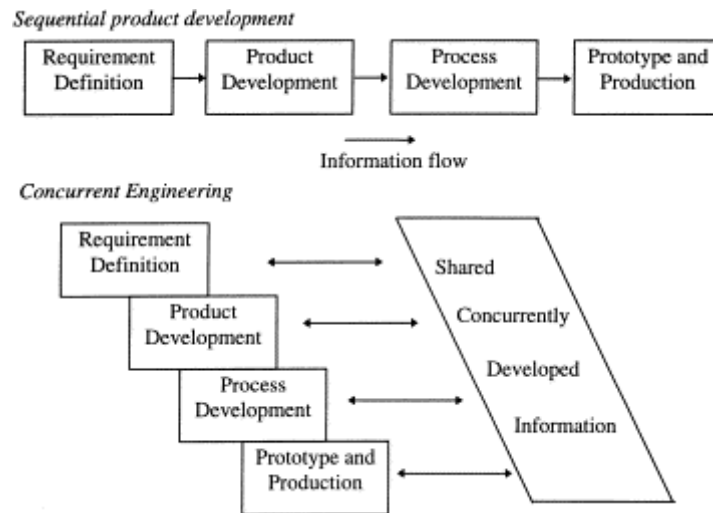 Sequential product development
Requirement
Definition
Product
Development
Process
Development
Prototype and
Production
Information flow
Concurrent Engineering
Requirement
Definition
Product
Development
Process
Development
Prototype and
Production
Shared
Concurrently
Developed
Information